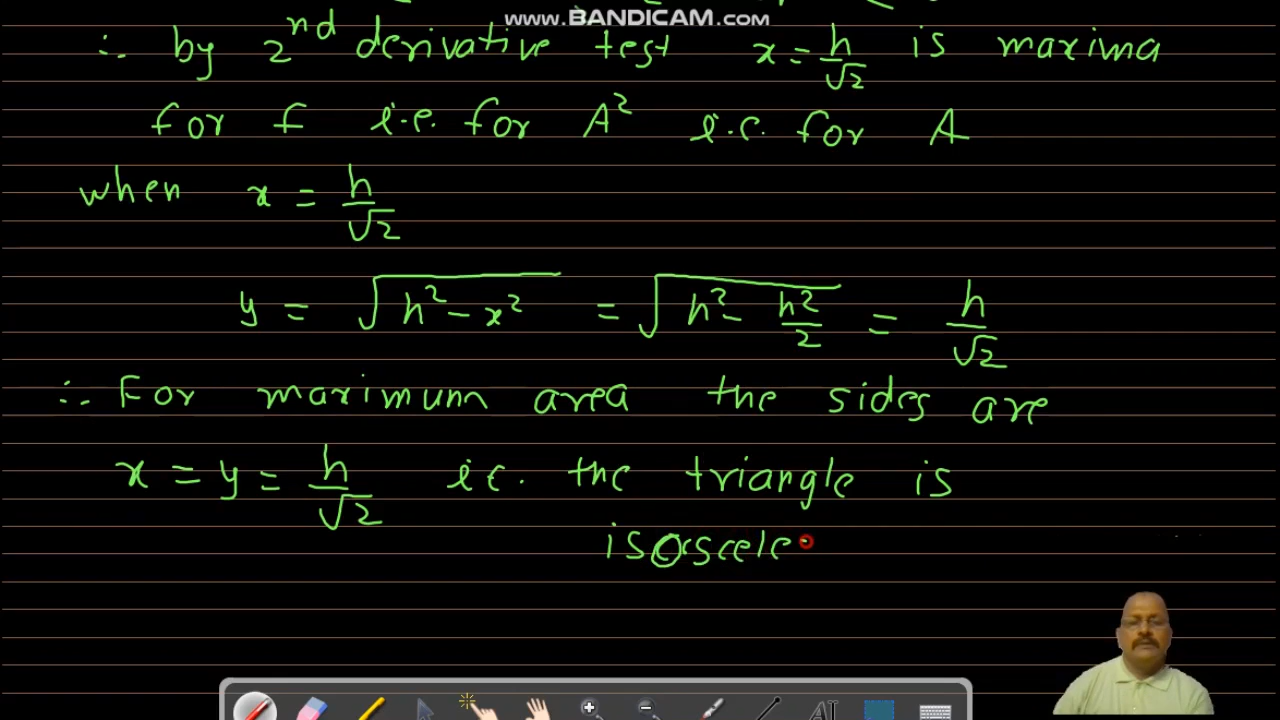 www.BANDICAM.com
∴ by 2nd derivative test x = h/√2 is maxima
for f i.e. for A² i.e. for A
when x = h/√2
y = √(h² − x²) = √(h² − h²/2) = h/√2
∴ For maximum area the sides are
x = y = h/√2 i.e. the triangle is
isoscele